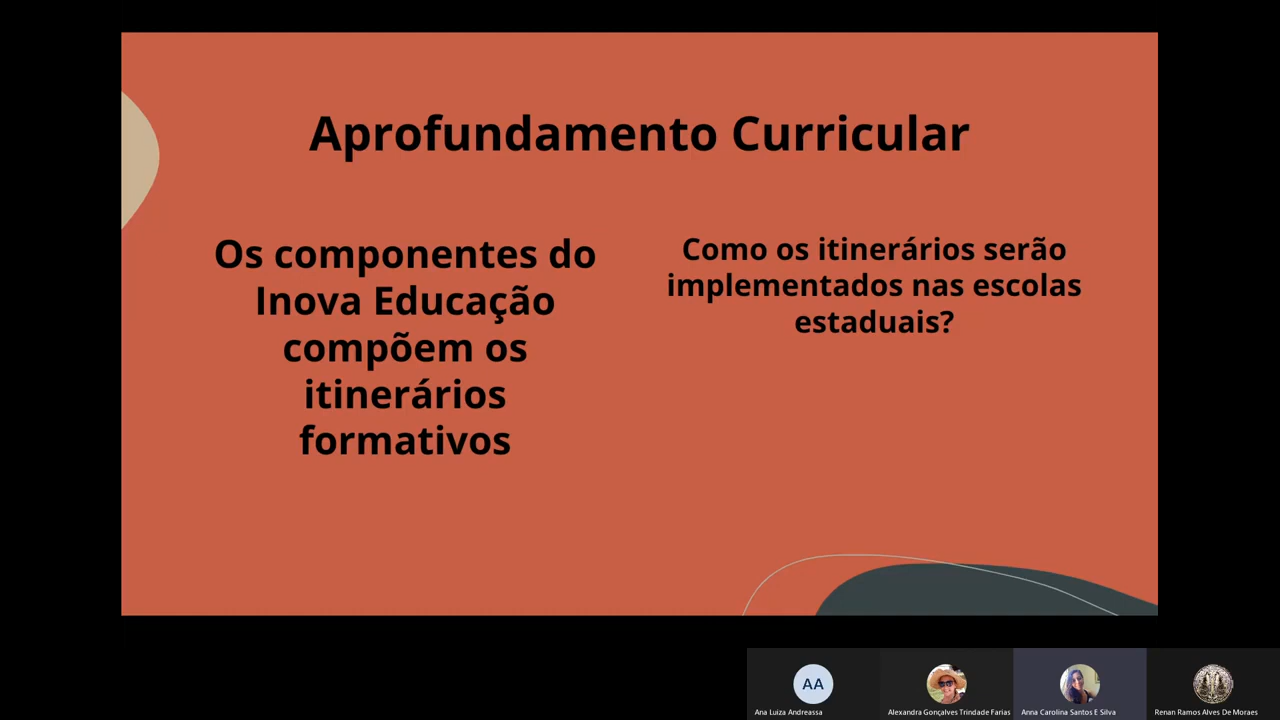 Aprofundamento Curricular
Os componentes do
Inova Educação
compõem os
itinerários
formativos
Como os itinerários serão
implementados nas escolas
estaduais?
AA
Ana Luiza Andreassa
Alexandra Gonçalves Trindade Farias
Anna Carolina Santos E Silva
Renan Ramos Alves De Moraes